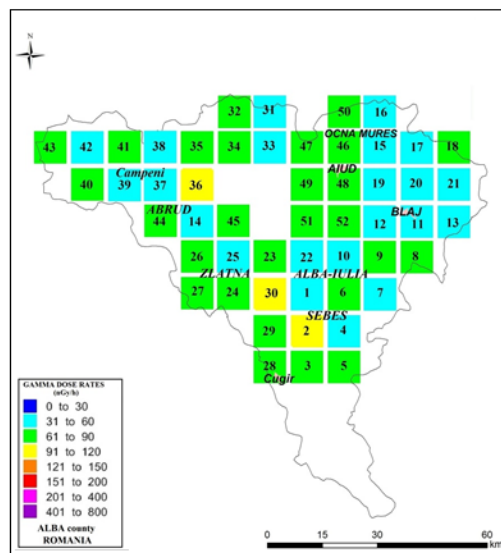 N
32 31 50 16
OCNA MURES
43 42 41 38 35 34 33 47 46 15 17 18
Campeni AIUD
40 39 37 36 49 48 19 20 21
ABRUD BLAJ
44 14 45 51 52 12 11 13
26 25 23 22 10 9 8
ZLATNA ALBA-IULIA
27 24 30 1 6 7
SEBES
29 2 4
28 3 5
Cugir
GAMMA DOSE RATES
(nGy/h)
0 to 30
31 to 60
61 to 90
91 to 120
121 to 150
151 to 200
201 to 400
401 to 800
ALBA county
ROMANIA
0 15 30 60
km